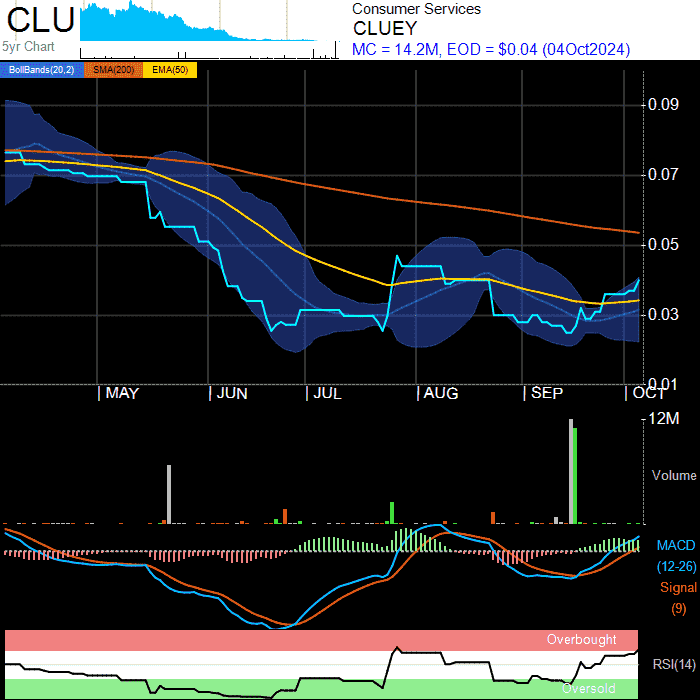 CLU
5yr Chart
Consumer Services
CLUEY
MC = 14.2M, EOD = $0.04 (04Oct2024)
BollBands(20,2) SMA(200) EMA(50)
0.09
0.07
0.05
0.03
0.01
MAY JUN JUL AUG SEP OCT
12M
Volume
MACD
(12-26)
Signal
(9)
Overbought
RSI(14)
Oversold